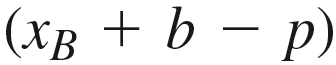 (x_B + b − p)